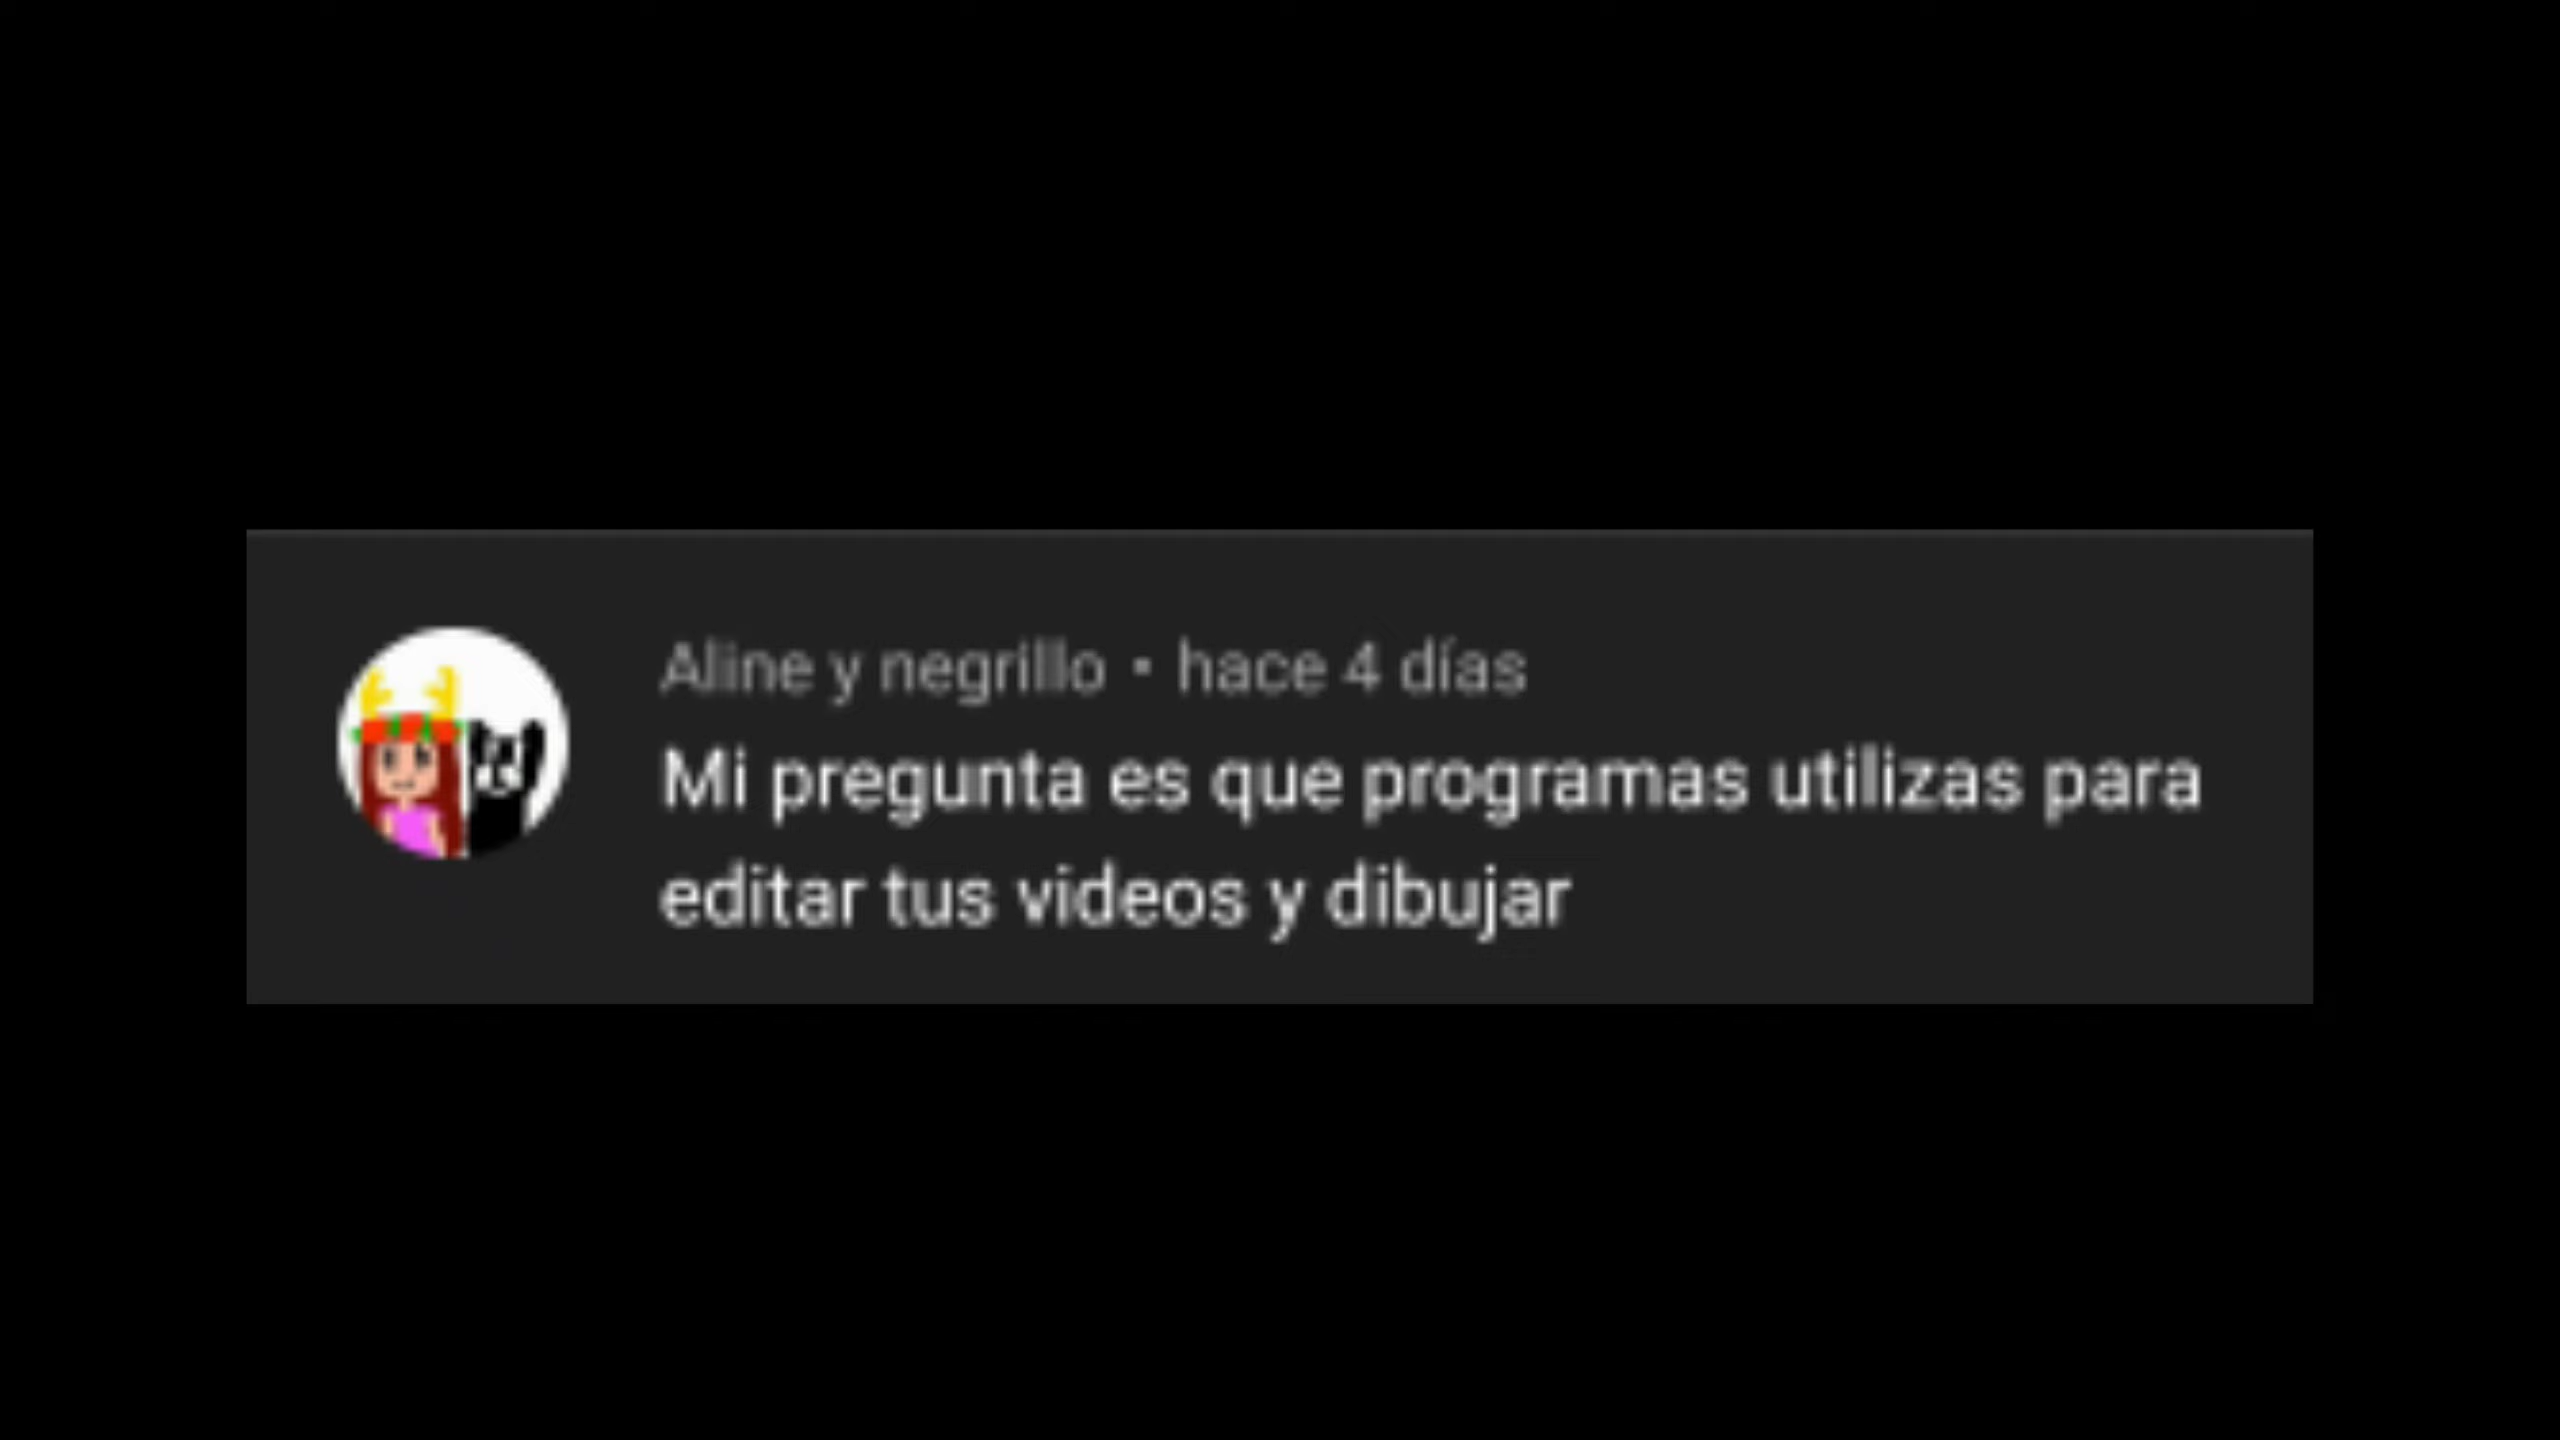 Aline y negrillo • hace 4 días
Mi pregunta es que programas utilizas para
editar tus videos y dibujar